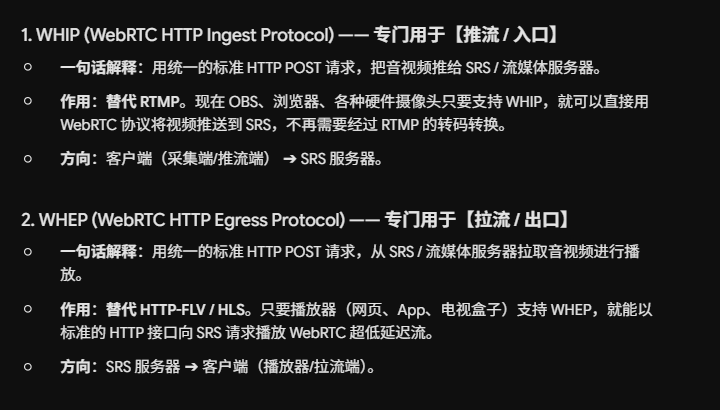 1. WHIP (WebRTC HTTP Ingest Protocol) —— 专门用于【推流 / 入口】
○ 一句话解释：用统一的标准 HTTP POST 请求，把音视频推给 SRS / 流媒体服务器。
○ 作用：替代 RTMP。现在 OBS、浏览器、各种硬件摄像头只要支持 WHIP，就可以直接用
WebRTC 协议将视频推送到 SRS，不再需要经过 RTMP 的转码转换。
○ 方向：客户端（采集端/推流端） ➔ SRS 服务器。
2. WHEP (WebRTC HTTP Egress Protocol) —— 专门用于【拉流 / 出口】
○ 一句话解释：用统一的标准 HTTP POST 请求，从 SRS / 流媒体服务器拉取音视频进行播
放。
○ 作用：替代 HTTP-FLV / HLS。只要播放器（网页、App、电视盒子）支持 WHEP，就能以
标准的 HTTP 接口向 SRS 请求播放 WebRTC 超低延迟流。
○ 方向：SRS 服务器 ➔ 客户端（播放器/拉流端）。